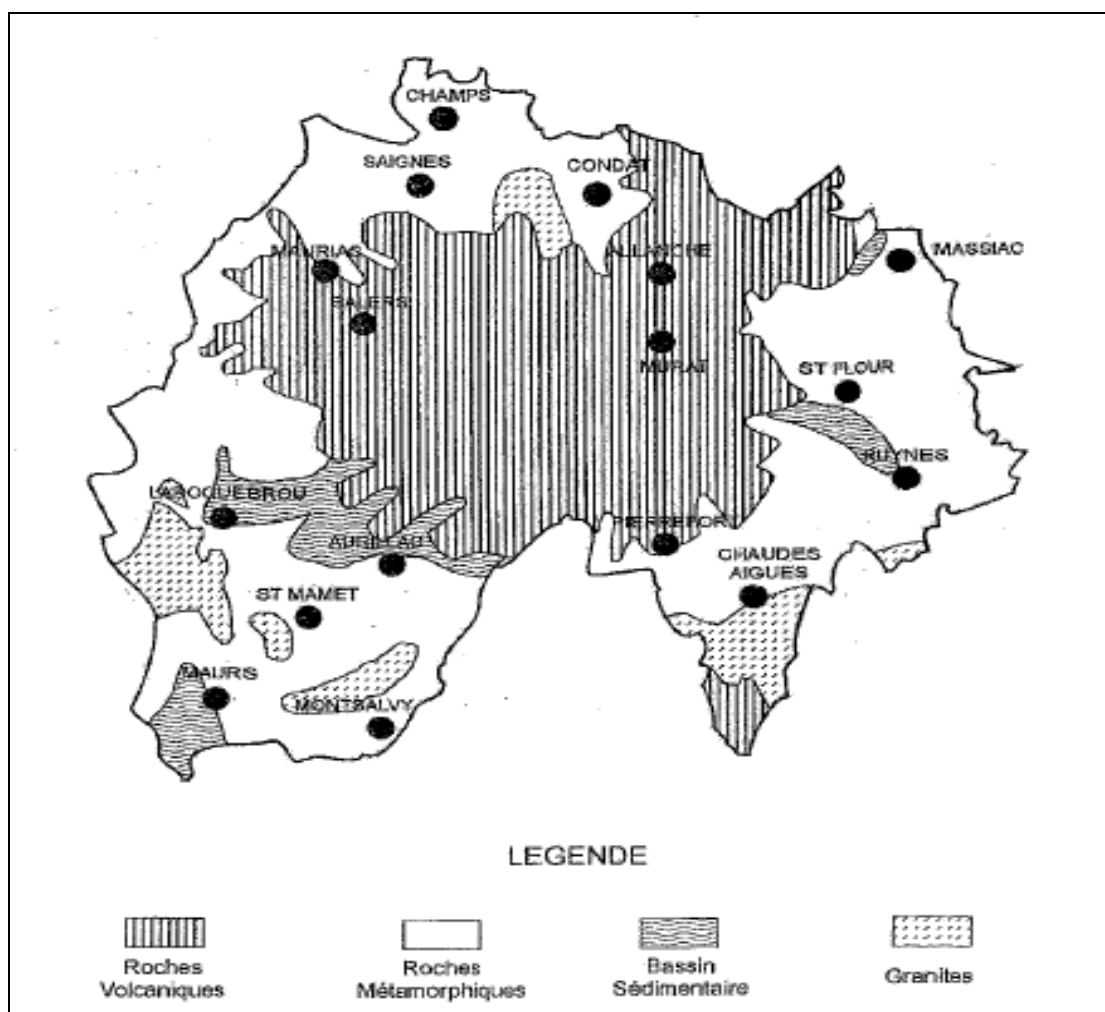 CHAMPS
SAIGNES
CONDAT
MAURIAC
ALLANCHE
MASSIAC
SALERS
MURAT
ST FLOUR
RUYNES
LAROQUEBROU
AURILLAC
PIERREFORT
CHAUDES
AIGUES
ST MAMET
MAURS
MONTSALVY
LEGENDE
Roches
Volcaniques
Roches
Métamorphiques
Bassin
Sédimentaire
Granites